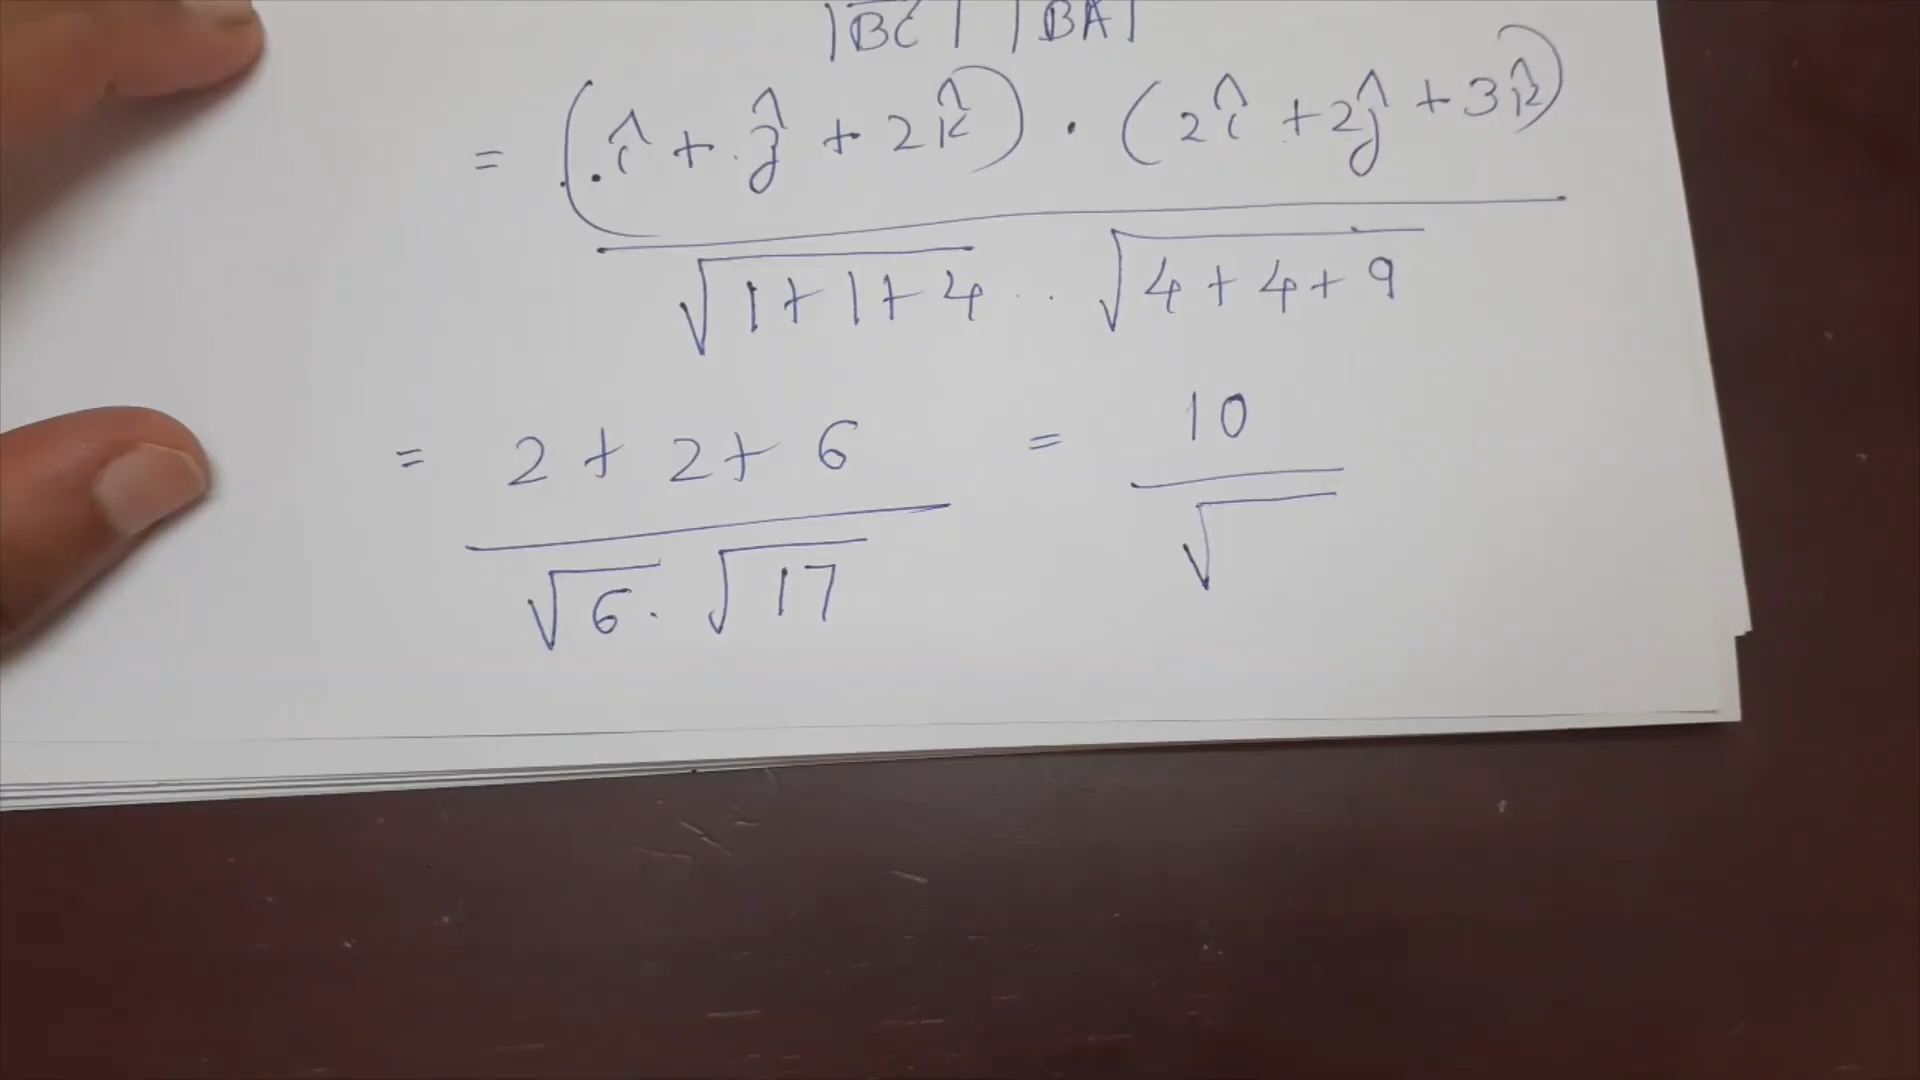 |BC| |BA|
= (î + ĵ + 2k̂) · (2î + 2ĵ + 3k̂)
√1+1+4 . √4+4+9
= 2 + 2 + 6 = 10
√6 . √17 √